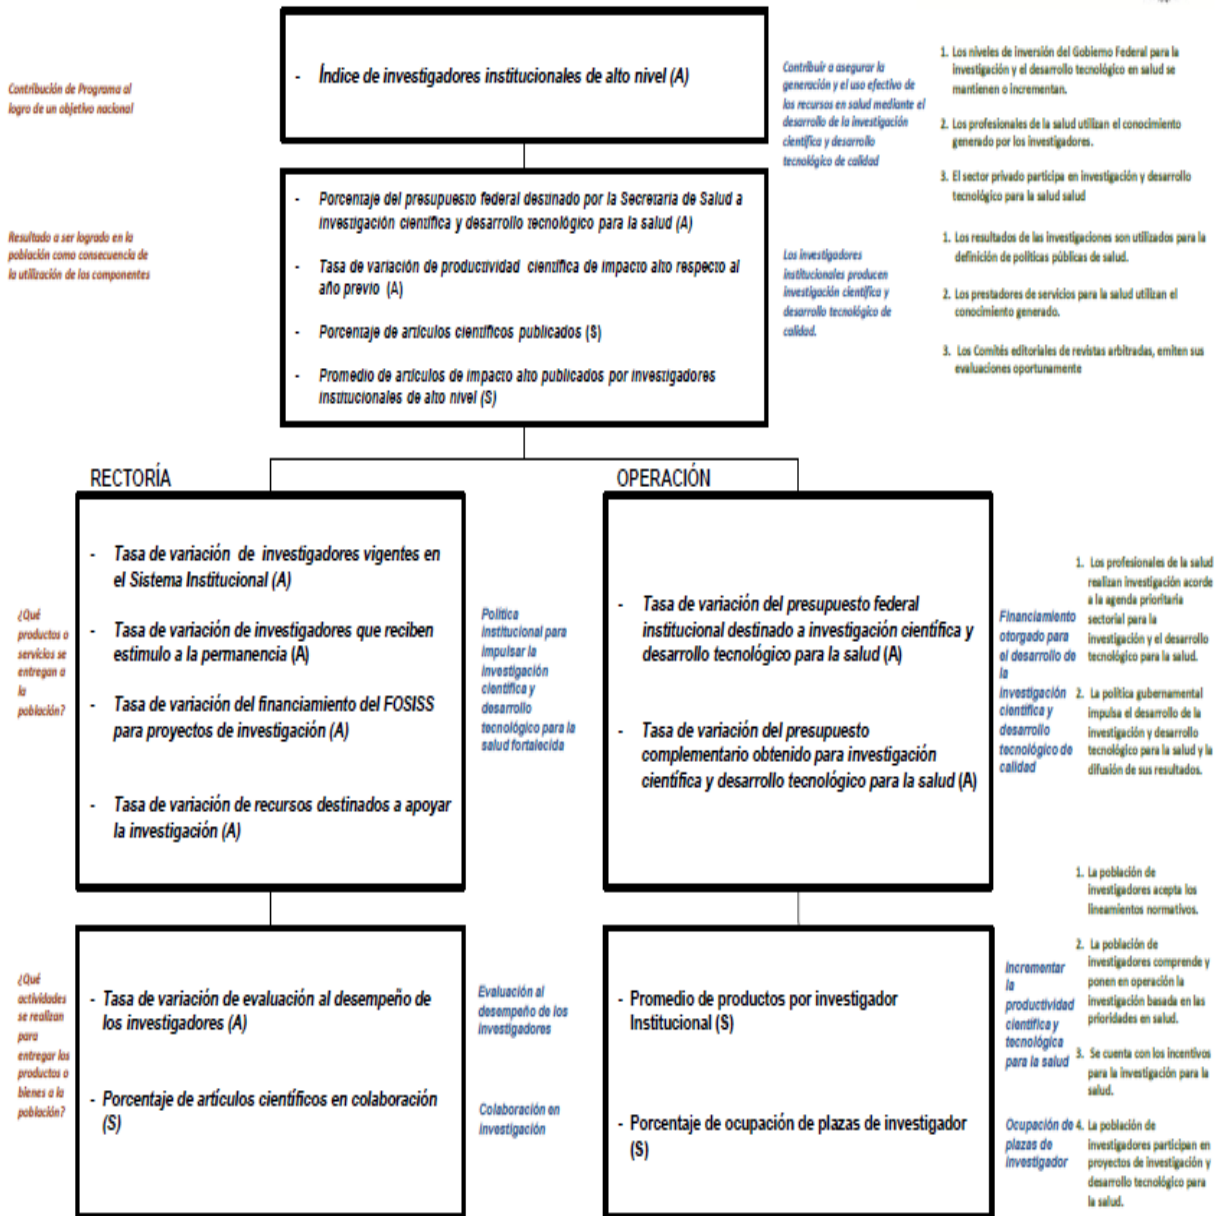 Contribución de Programa al
logro de un objetivo nacional
- Índice de investigadores institucionales de alto nivel (A)
Contribuir a asegurar la
generación y el uso efectivo de
los recursos en salud mediante el
desarrollo de la investigación
científica y desarrollo
tecnológico de calidad
1. Los niveles de inversión del Gobierno Federal para la
investigación y el desarrollo tecnológico en salud se
mantienen o incrementan.
2. Los profesionales de la salud utilizan el conocimiento
generado por los investigadores.
3. El sector privado participa en investigación y desarrollo
tecnológico para la salud salud
Resultado a ser logrado en la
población como consecuencia de
la utilización de los componentes
- Porcentaje del presupuesto federal destinado por la Secretaría de Salud a
investigación científica y desarrollo tecnológico para la salud (A)
- Tasa de variación de productividad científica de impacto alto respecto al
año previo (A)
- Porcentaje de artículos científicos publicados (S)
- Promedio de artículos de impacto alto publicados por investigadores
institucionales de alto nivel (S)
Los investigadores
institucionales producen
investigación científica y
desarrollo tecnológico de
calidad.
1. Los resultados de las investigaciones son utilizados para la
definición de políticas públicas de salud.
2. Los prestadores de servicios para la salud utilizan el
conocimiento generado.
3. Los Comités editoriales de revistas arbitradas, emiten sus
evaluaciones oportunamente
RECTORÍA
OPERACIÓN
¿Qué
productos o
servicios se
entregan a
la
población?
- Tasa de variación de investigadores vigentes en
el Sistema Institucional (A)
- Tasa de variación de investigadores que reciben
estimulo a la permanencia (A)
- Tasa de variación del financiamiento del FOSISS
para proyectos de investigación (A)
- Tasa de variación de recursos destinados a apoyar
la investigación (A)
Política
institucional para
impulsar la
investigación
científica y
desarrollo
tecnológico para la
salud fortalecida
- Tasa de variación del presupuesto federal
institucional destinado a investigación científica y
desarrollo tecnológico para la salud (A)
- Tasa de variación del presupuesto
complementario obtenido para investigación
científica y desarrollo tecnológico para la salud (A)
Financiamiento
otorgado para
el desarrollo de
la
investigación
científica y
desarrollo
tecnológico de
calidad
1. Los profesionales de la salud
realizan investigación acorde
a la agenda prioritaria
sectorial para la
investigación y el desarrollo
tecnológico para la salud.
2. La política gubernamental
impulsa el desarrollo de la
investigación y desarrollo
tecnológico para la salud y la
difusión de sus resultados.
¿Qué
actividades
se realizan
para
entregar los
productos o
bienes a la
población?
- Tasa de variación de evaluación al desempeño de
los investigadores (A)
- Porcentaje de artículos científicos en colaboración
(S)
Evaluación al
desempeño de los
investigadores
Colaboración en
investigación
- Promedio de productos por investigador
Institucional (S)
- Porcentaje de ocupación de plazas de investigador
(S)
Incrementar
la
productividad
científica y
tecnológica
para la salud
Ocupación de
plazas de
investigador
1. La población de
investigadores acepta los
lineamientos normativos.
2. La población de
investigadores comprende y
ponen en operación la
investigación basada en las
prioridades en salud.
3. Se cuenta con los incentivos
para la investigación para la
salud.
4. La población de
investigadores participan en
proyectos de investigación y
desarrollo tecnológico para
la salud.